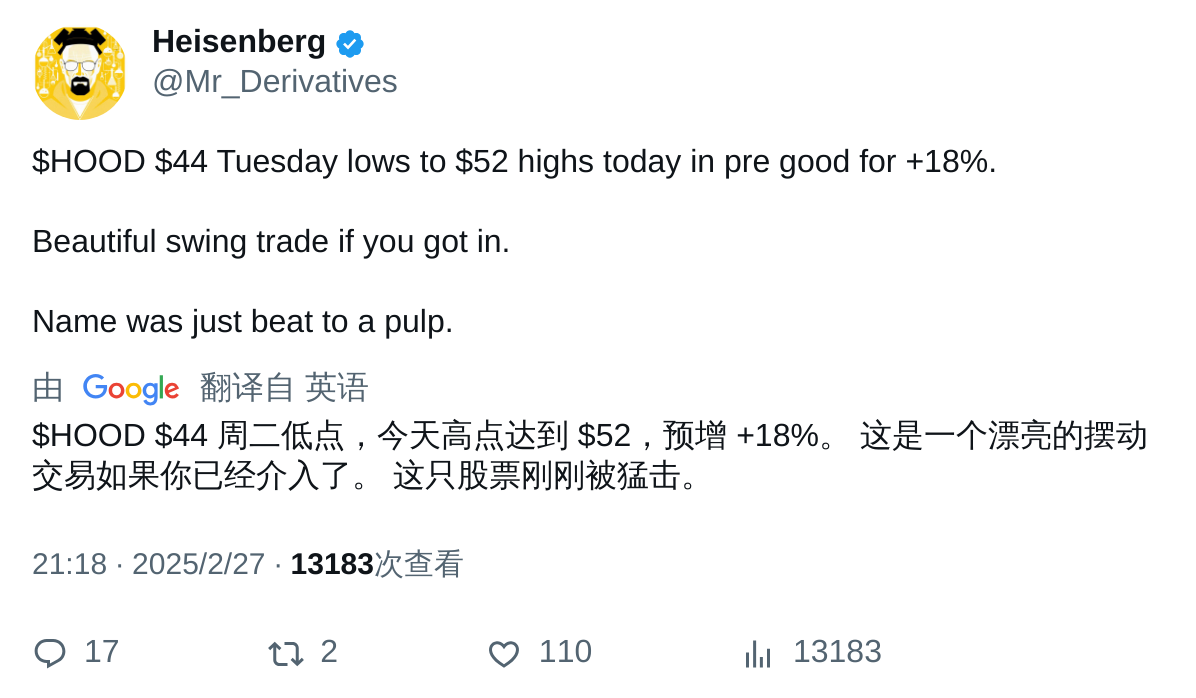 Heisenberg
@Mr_Derivatives
$HOOD $44 Tuesday lows to $52 highs today in pre good for +18%.
Beautiful swing trade if you got in.
Name was just beat to a pulp.
由 Google 翻译自 英语
$HOOD $44 周二低点，今天高点达到 $52，预增 +18%。 这是一个漂亮的摆动
交易如果你已经介入了。 这只股票刚刚被猛击。
21:18 · 2025/2/27 · 13183次查看
17 2 110 13183